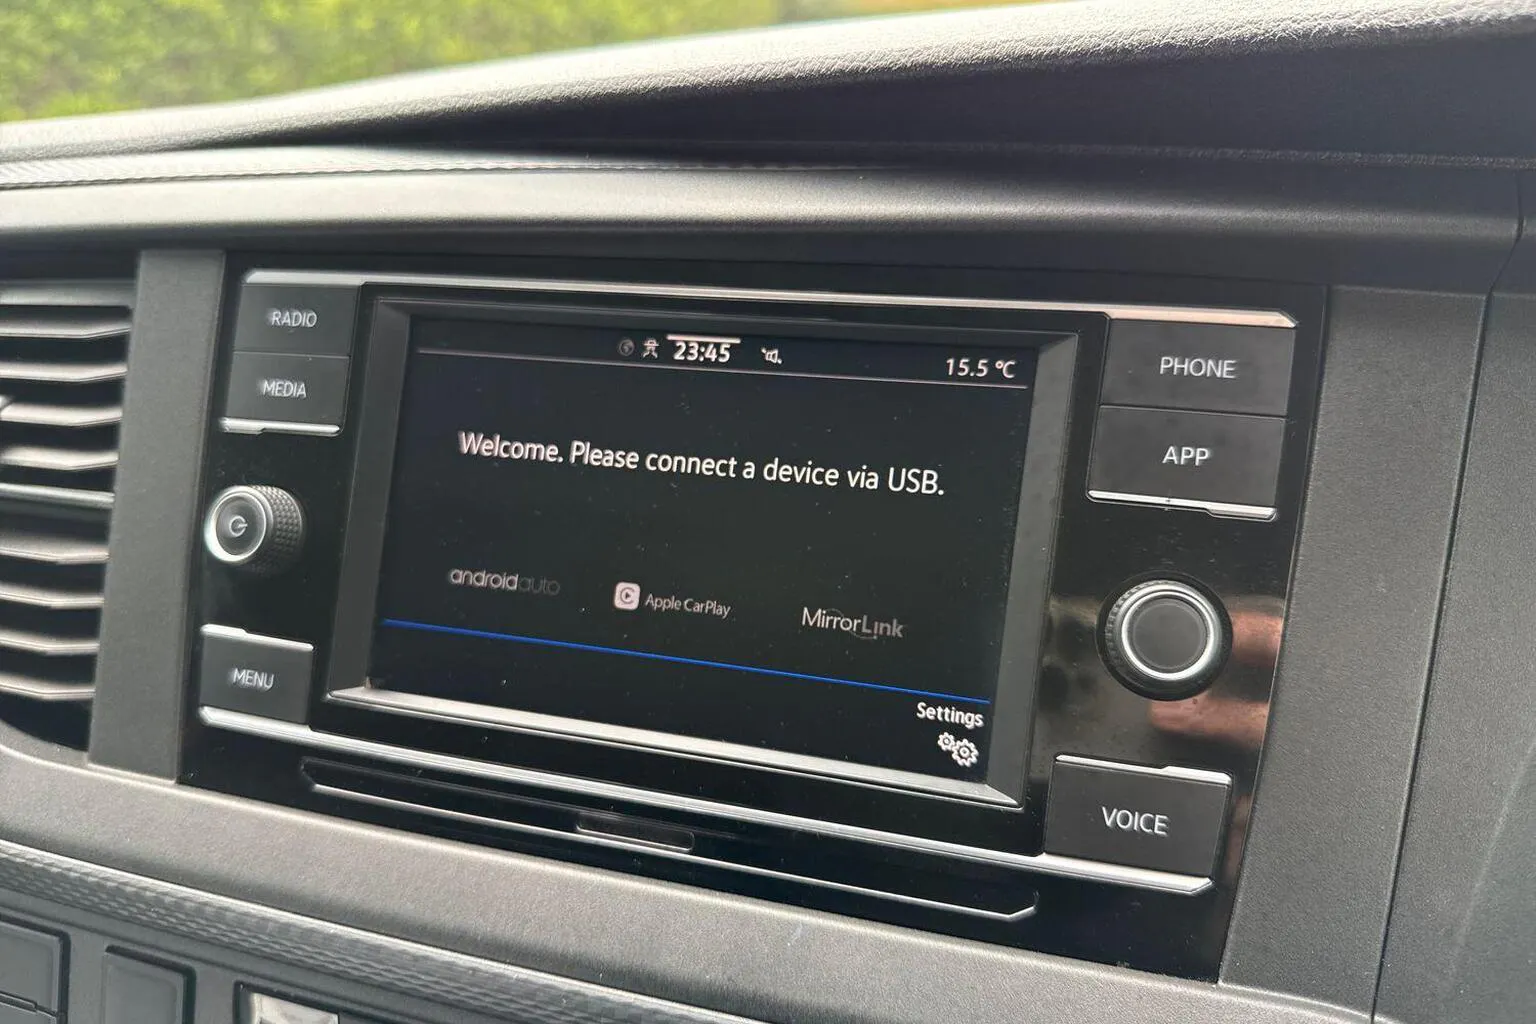 RADIO
MEDIA
MENU
23:45
15.5 °C
Welcome. Please connect a device via USB.
androidauto
Apple CarPlay
MirrorLink
Settings
PHONE
APP
VOICE